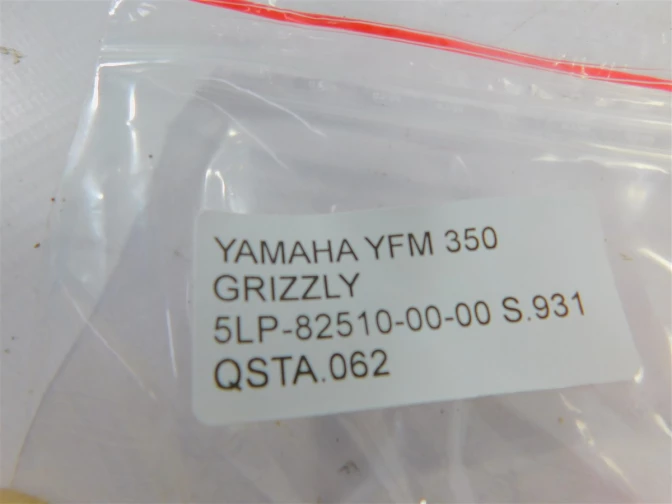 YAMAHA YFM 350
GRIZZLY
5LP-82510-00-00 S.931
QSTA.062